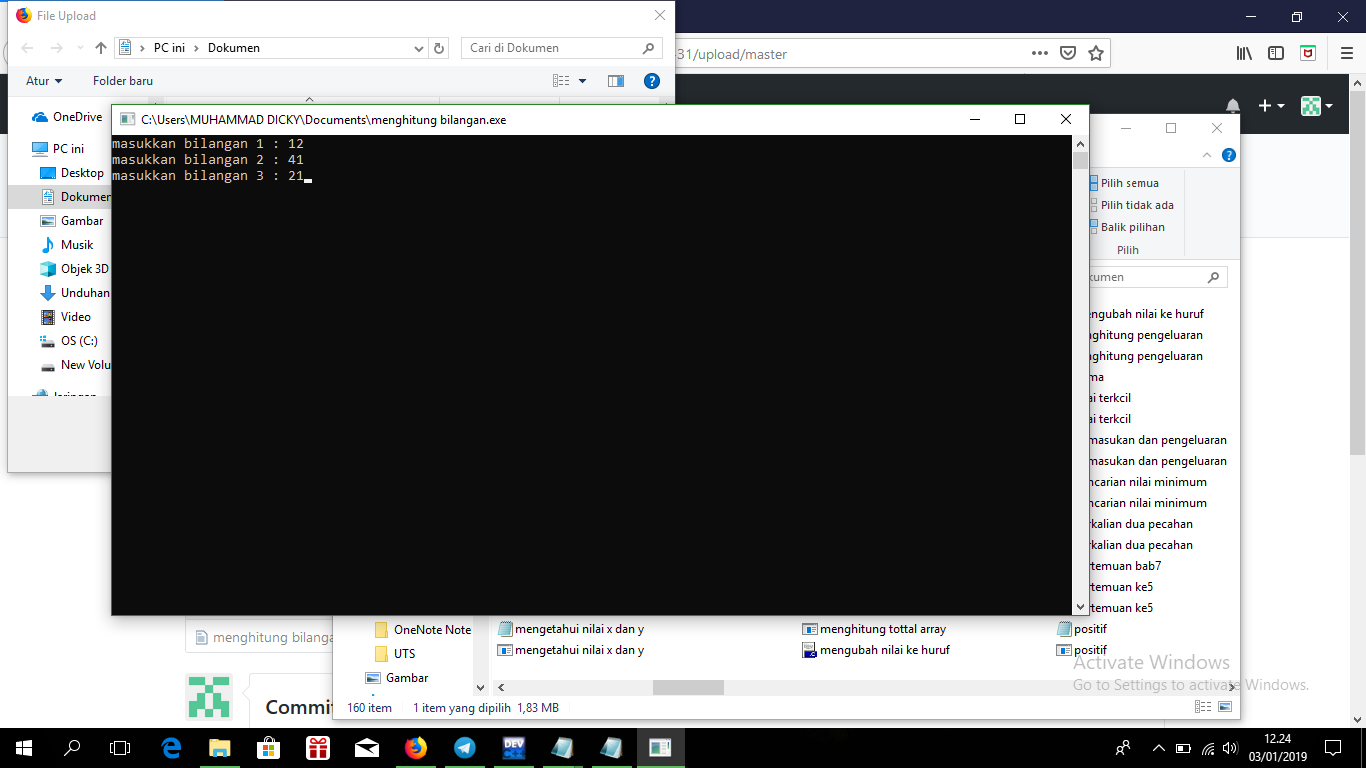 File Upload
PC ini
Dokumen
Cari di Dokumen
31/upload/master
Atur
Folder baru
OneDrive
PC ini
Desktop
Dokumen
Gambar
Musik
Objek 3D
Unduhan
Video
OS (C:)
New Volu
C:\Users\MUHAMMAD DICKY\Documents\menghitung bilangan.exe
masukkan bilangan 1 : 12
masukkan bilangan 2 : 41
masukkan bilangan 3 : 21
Pilih semua
Pilih tidak ada
Balik pilihan
Pilih
kumen
engubah nilai ke huruf
nghitung pengeluaran
nghitung pengeluaran
ma
ai terkcil
ai terkcil
masukan dan pengeluaran
masukan dan pengeluaran
ncarian nilai minimum
ncarian nilai minimum
rkalian dua pecahan
rkalian dua pecahan
rtemuan bab7
rtemuan ke5
rtemuan ke5
menghitung bilanga
OneNote Note
UTS
Gambar
mengetahui nilai x dan y
menghitung tottal array
positif
mengetahui nilai x dan y
mengubah nilai ke huruf
positif
Activate Windows
Go to Settings to activate Windows.
Commit
160 item
1 item yang dipilih 1,83 MB
DEV
12.24
03/01/2019